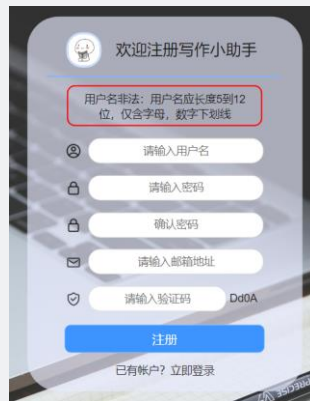 欢迎注册写作小助手
用户名非法：用户名应长度5到12
位，仅含字母，数字下划线
请输入用户名
请输入密码
确认密码
请输入邮箱地址
请输入验证码 Dd0A
注册
已有帐户？立即登录
PRECISE